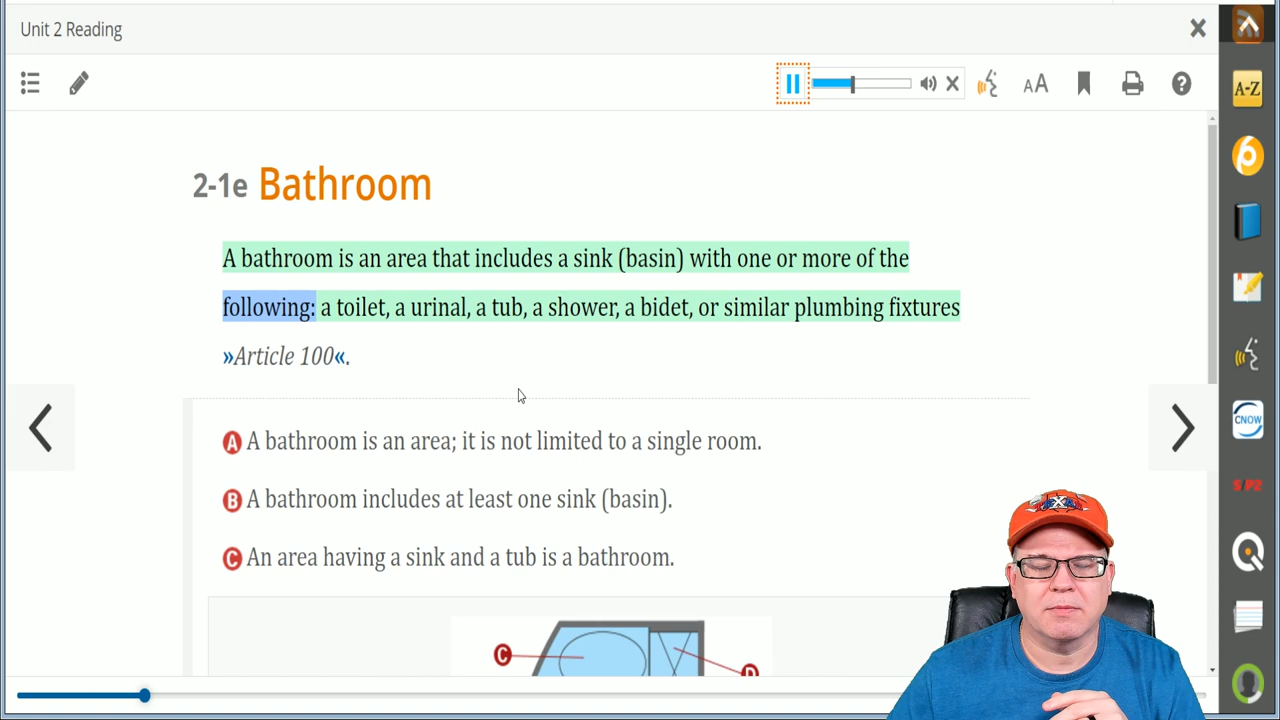 Unit 2 Reading
AA
A-Z
2-1e Bathroom
A bathroom is an area that includes a sink (basin) with one or more of the
following: a toilet, a urinal, a tub, a shower, a bidet, or similar plumbing fixtures
»Article 100«.
A A bathroom is an area; it is not limited to a single room.
B A bathroom includes at least one sink (basin).
C An area having a sink and a tub is a bathroom.
C
D
CNOW